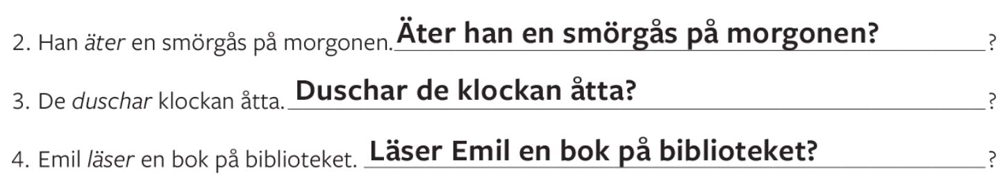 2. Han äter en smörgås på morgonen. Äter han en smörgås på morgonen? ?
3. De duschar klockan åtta. Duschar de klockan åtta? ?
4. Emil läser en bok på biblioteket. Läser Emil en bok på biblioteket? ?